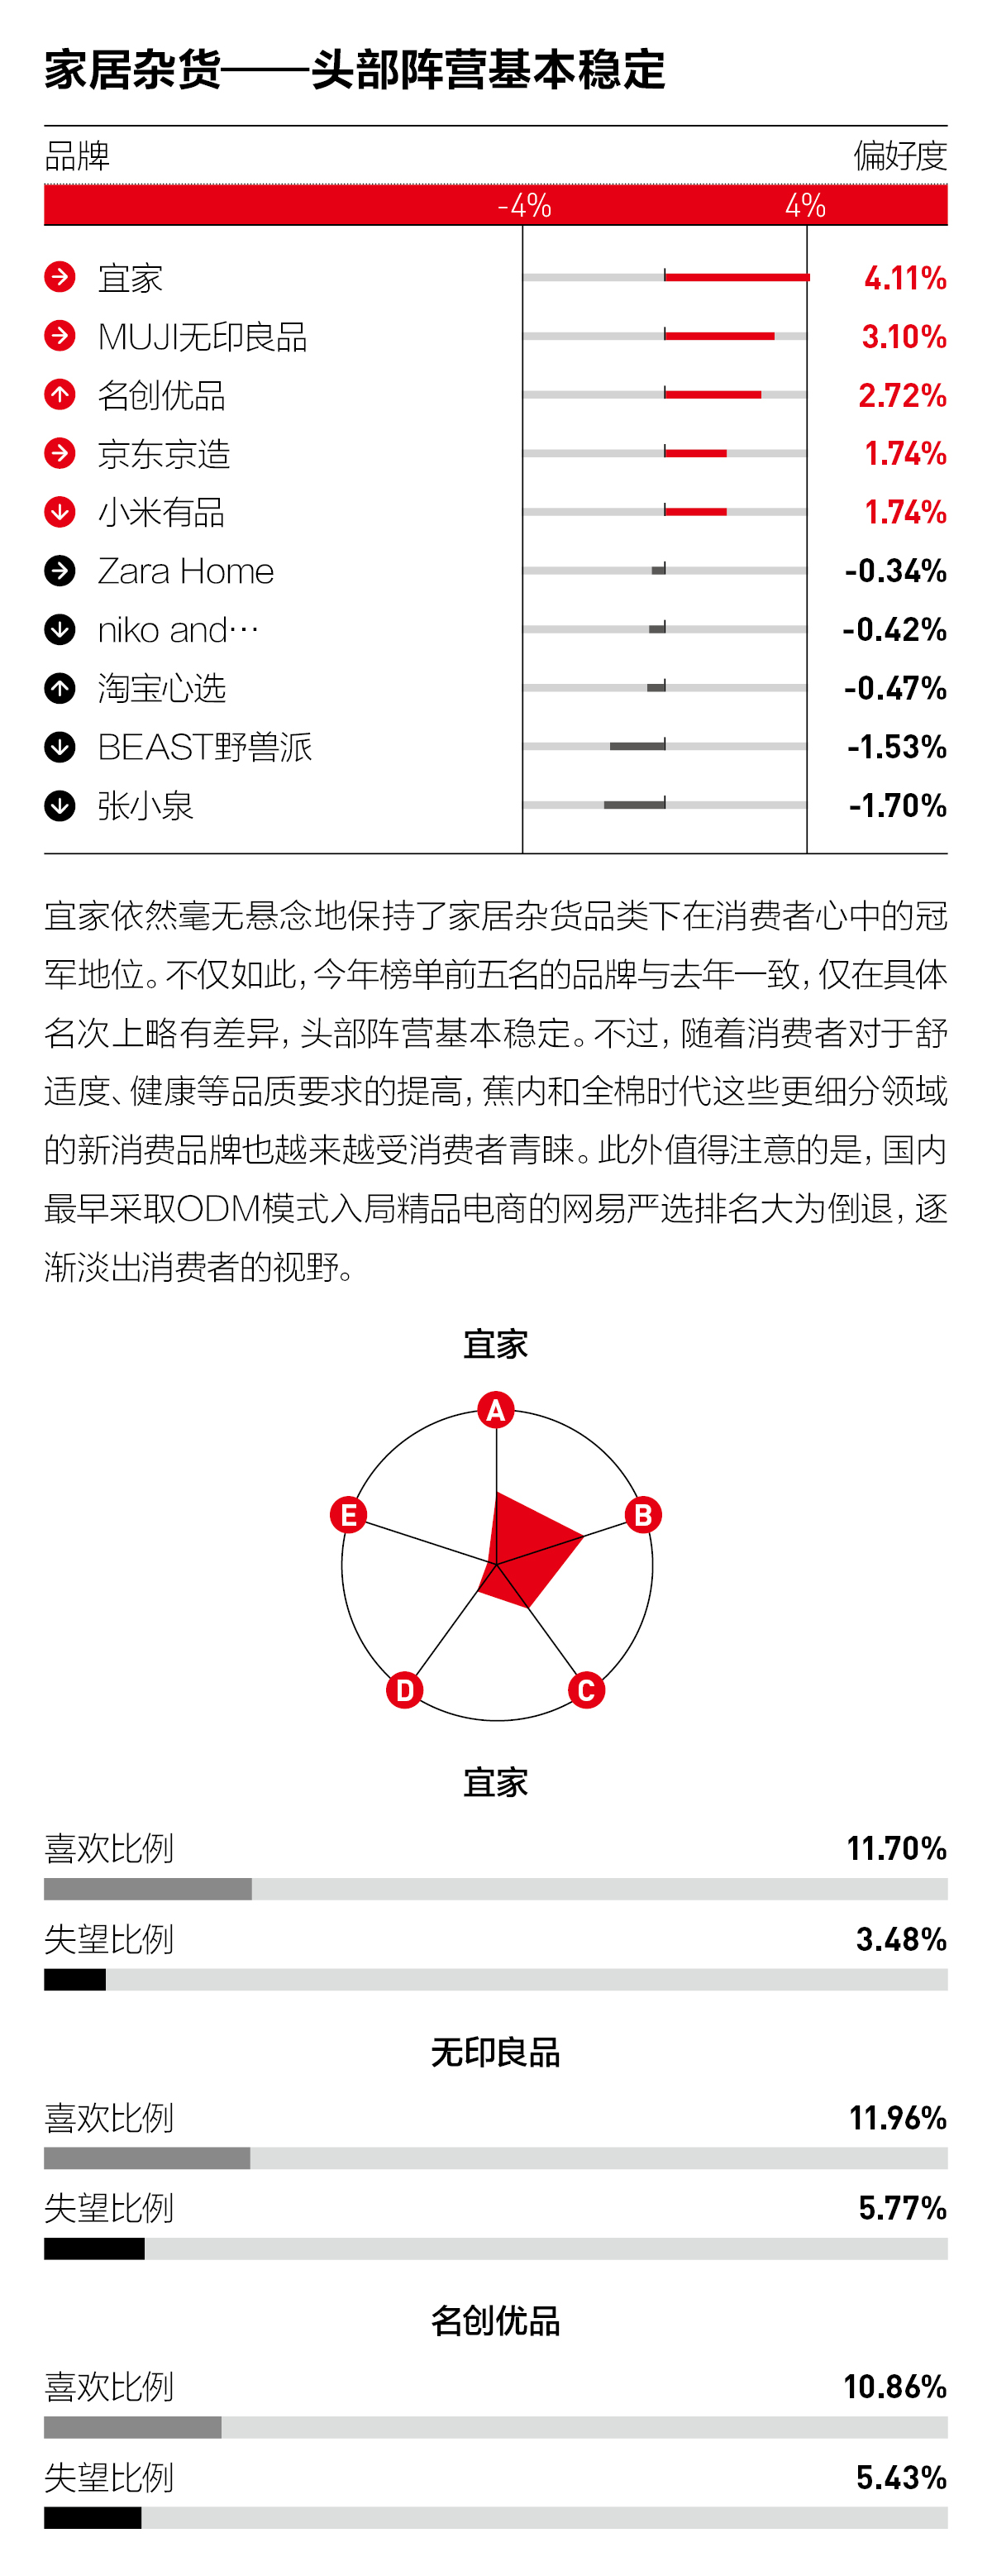 家居杂货——头部阵营基本稳定
品牌 偏好度
-4% 4%
宜家 4.11%
MUJI无印良品 3.10%
名创优品 2.72%
京东京造 1.74%
小米有品 1.74%
Zara Home -0.34%
niko and… -0.42%
淘宝心选 -0.47%
BEAST野兽派 -1.53%
张小泉 -1.70%
宜家依然毫无悬念地保持了家居杂货品类下在消费者心中的冠
军地位。不仅如此，今年榜单前五名的品牌与去年一致，仅在具体
名次上略有差异，头部阵营基本稳定。不过，随着消费者对于舒
适度、健康等品质要求的提高，蕉内和全棉时代这些更细分领域
的新消费品牌也越来越受消费者青睐。此外值得注意的是，国内
最早采取ODM模式入局精品电商的网易严选排名大为倒退，逐
渐淡出消费者的视野。
宜家
A
E B
D C
宜家
喜欢比例 11.70%
失望比例 3.48%
无印良品
喜欢比例 11.96%
失望比例 5.77%
名创优品
喜欢比例 10.86%
失望比例 5.43%